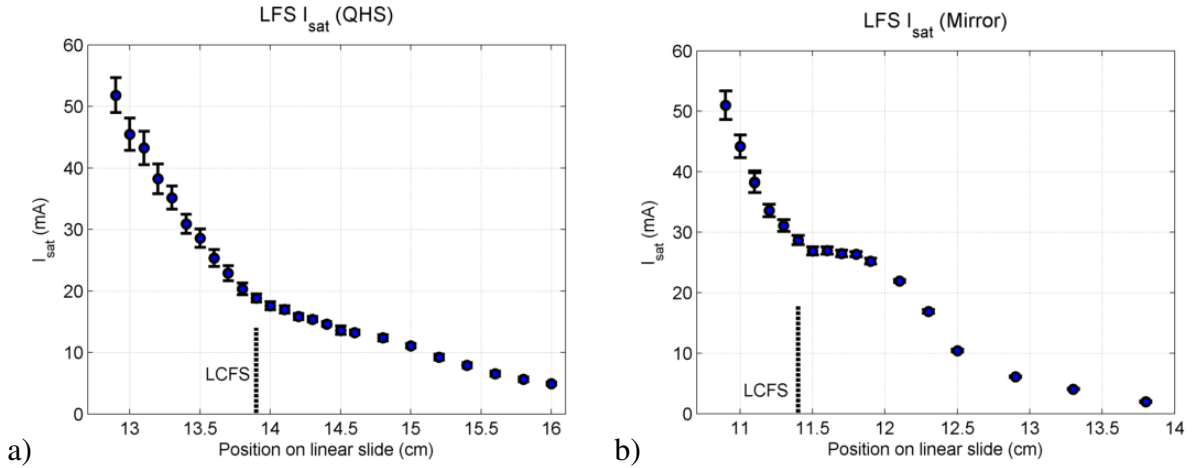 LFS I_sat (QHS)
60
50
40
30
20
10
0
I_sat (mA)
LCFS
13 13.5 14 14.5 15 15.5 16
Position on linear slide (cm)
a)
LFS I_sat (Mirror)
60
50
40
30
20
10
0
I_sat (mA)
LCFS
11 11.5 12 12.5 13 13.5 14
Position on linear slide (cm)
b)